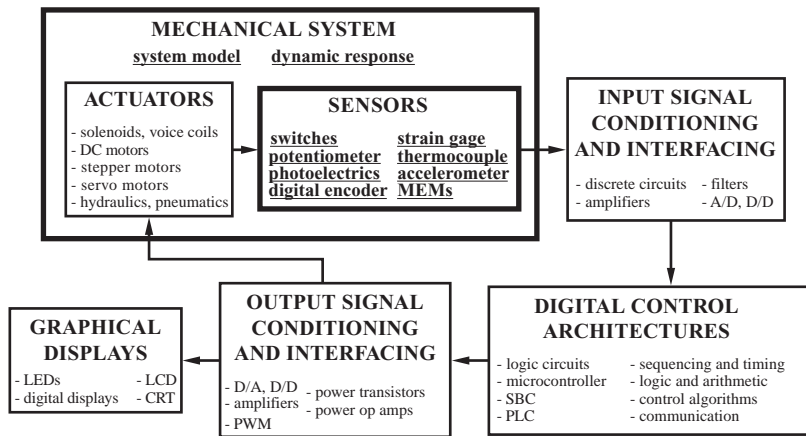 MECHANICAL SYSTEM
system model dynamic response
ACTUATORS
- solenoids, voice coils
- DC motors
- stepper motors
- servo motors
- hydraulics, pneumatics
SENSORS
switches strain gage
potentiometer thermocouple
photoelectrics accelerometer
digital encoder MEMs
INPUT SIGNAL
CONDITIONING
AND INTERFACING
- discrete circuits - filters
- amplifiers - A/D, D/D
GRAPHICAL
DISPLAYS
- LEDs - LCD
- digital displays - CRT
OUTPUT SIGNAL
CONDITIONING
AND INTERFACING
- D/A, D/D - power transistors
- amplifiers - power op amps
- PWM
DIGITAL CONTROL
ARCHITECTURES
- logic circuits - sequencing and timing
- microcontroller - logic and arithmetic
- SBC - control algorithms
- PLC - communication